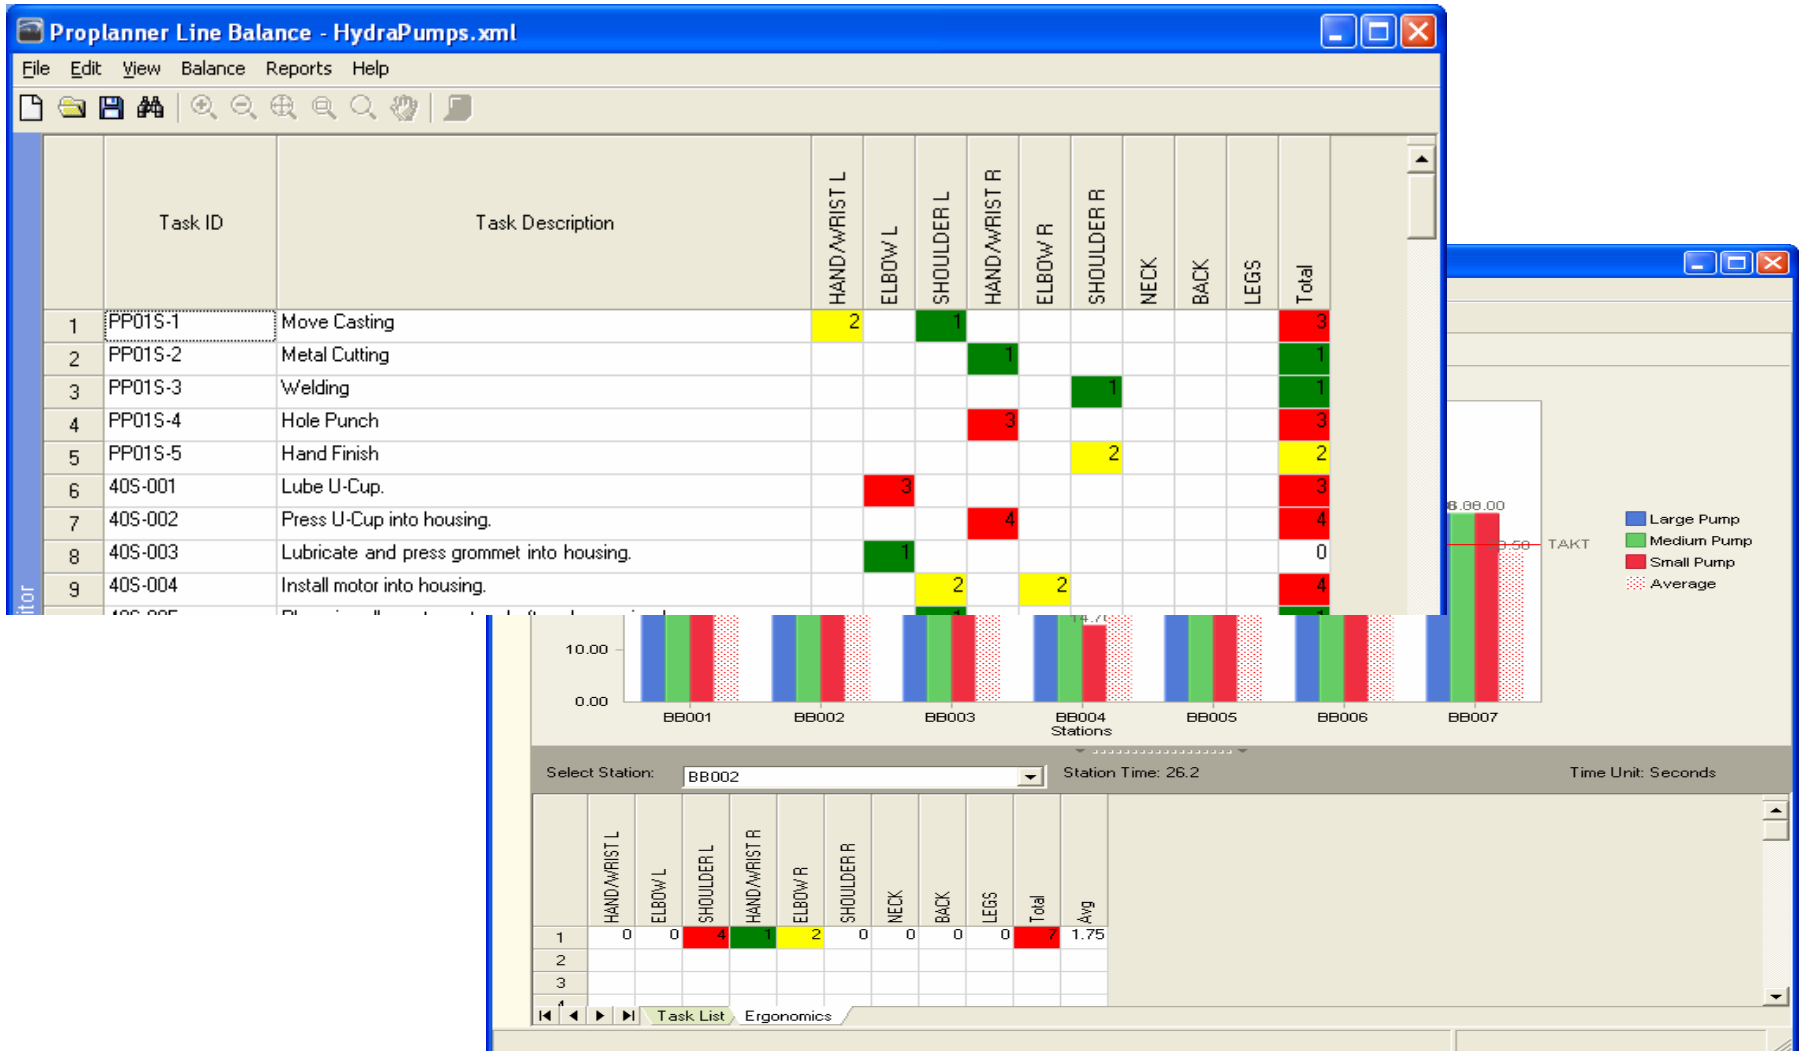 Proplanner Line Balance - HydraPumps.xml
File Edit View Balance Reports Help
Task ID Task Description HAND/WRIST L ELBOW L SHOULDER L HAND/WRIST R ELBOW R SHOULDER R NECK BACK LEGS Total
1 PP01S-1 Move Casting 2 1 3
2 PP01S-2 Metal Cutting 1 1
3 PP01S-3 Welding 1 1
4 PP01S-4 Hole Punch 3 3
5 PP01S-5 Hand Finish 2 2
6 40S-001 Lube U-Cup. 3 3
7 40S-002 Press U-Cup into housing. 4 4
8 40S-003 Lubricate and press grommet into housing. 1 0
9 40S-004 Install motor into housing. 2 2 4
1 1
Large Pump
TAKT
Medium Pump
Small Pump
Average
10.00
0.00
BB001 BB002 BB003 BB004 BB005 BB006 BB007
Stations
Select Station: BB002 Station Time: 26.2 Time Unit: Seconds
HAND/WRIST L ELBOW L SHOULDER L HAND/WRIST R ELBOW R SHOULDER R NECK BACK LEGS Total Avg
1 0 0 4 1 2 0 0 0 0 7 1.75
2
3
Task List Ergonomics